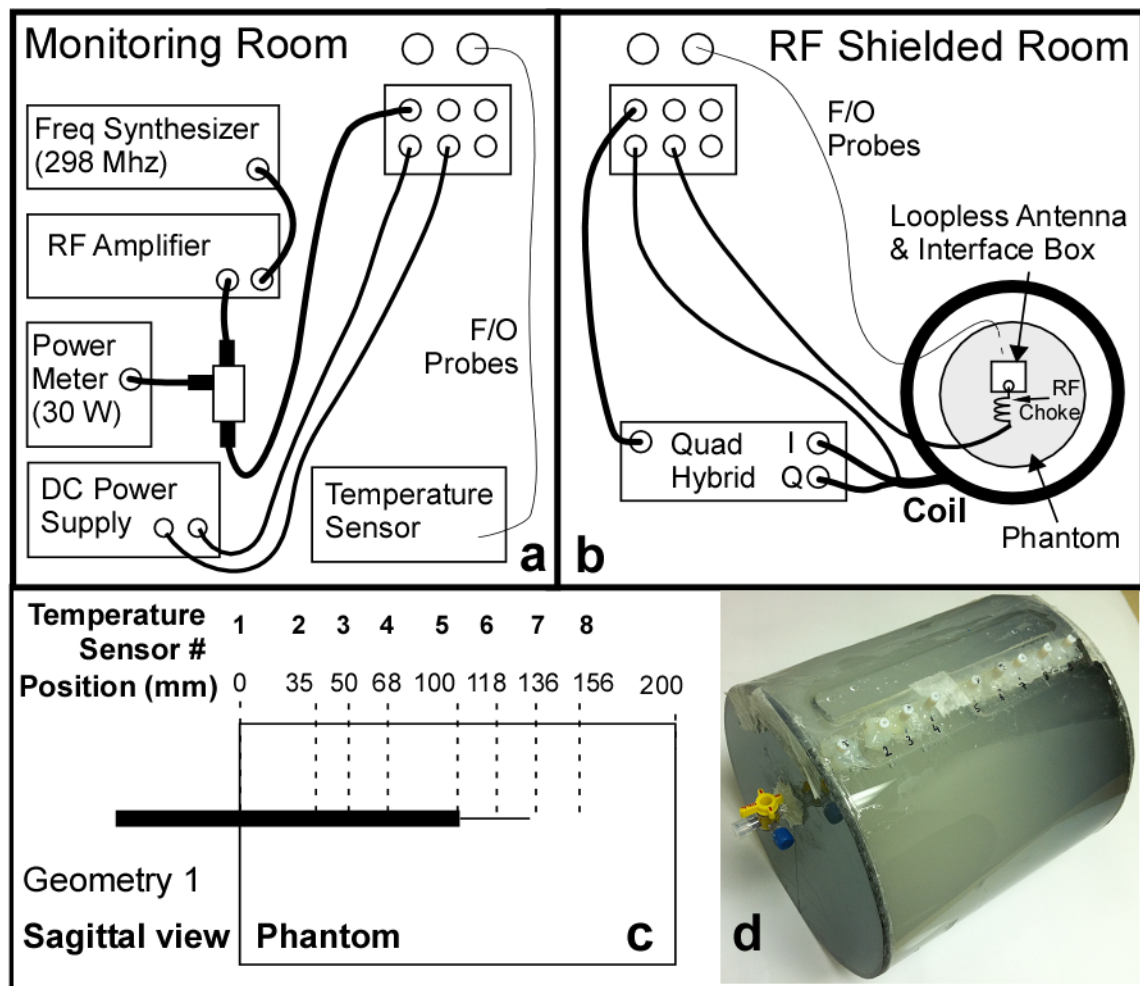 Monitoring Room
Freq Synthesizer
(298 Mhz)
RF Amplifier
Power
Meter
(30 W)
DC Power
Supply
F/O
Probes
Temperature
Sensor
a
RF Shielded Room
F/O
Probes
Loopless Antenna
& Interface Box
RF
Choke
Quad I
Hybrid Q
Coil
Phantom
b
Temperature
Sensor # 1 2 3 4 5 6 7 8
Position (mm) 0 35 50 68 100 118 136 156 200
Geometry 1
Sagittal view Phantom c
2 3 4
d